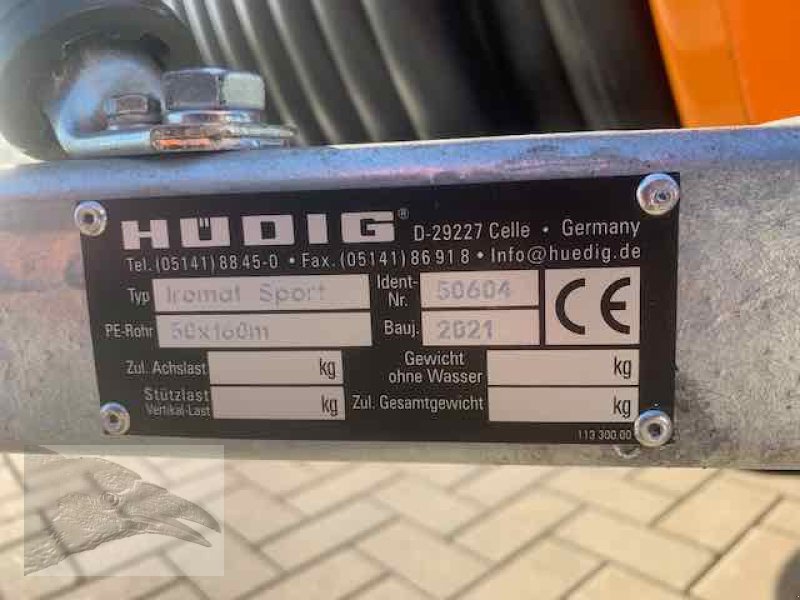 HÜDIG® D-29227 Celle • Germany
Tel. (05141) 88 45-0 • Fax. (05141) 86 91 8 • Info@huedig.de
Typ Iromat Sport Ident-Nr. 50604 CE
PE-Rohr 50x160m Bauj. 2021
Zul. Achslast kg Gewicht ohne Wasser kg
Stützlast Vertikal-Last kg Zul. Gesamtgewicht kg
113 300.00